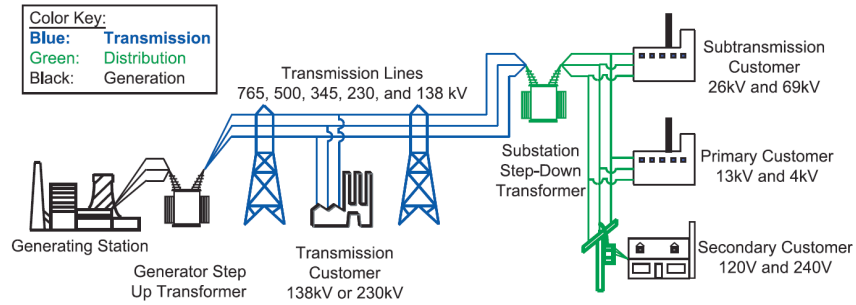 Color Key:
Blue: Transmission
Green: Distribution
Black: Generation
Transmission Lines
765, 500, 345, 230, and 138 kV
Subtransmission
Customer
26kV and 69kV
Substation
Step-Down
Transformer
Primary Customer
13kV and 4kV
Generating Station
Generator Step
Up Transformer
Transmission
Customer
138kV or 230kV
Secondary Customer
120V and 240V